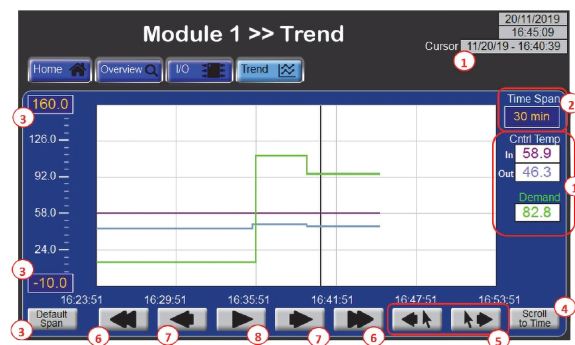 20/11/2019
Module 1 >> Trend
16:45:09
Cursor 11/20/19 - 16:40:39
1
Home Overview I/O Trend
160.0
Time Span
2
30 min
3
126.0
Cntrl Temp
In 58.9
Out 46.3
1
92.0
Demand
82.8
58.0
24.0
3
-10.0
16:23:51 16:29:51 16:35:51 16:41:51 16:47:51 16:53:51
4
Default Span
Scroll to Time
3 6 7 8 7 6 5